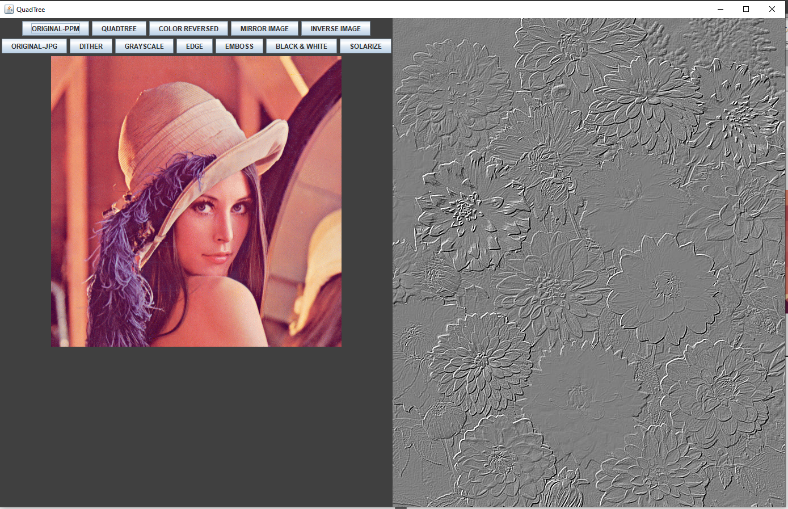 QuadTree
ORIGINAL-PPM QUADTREE COLOR REVERSED MIRROR IMAGE INVERSE IMAGE
ORIGINAL-JPG DITHER GRAYSCALE EDGE EMBOSS BLACK & WHITE SOLARIZE